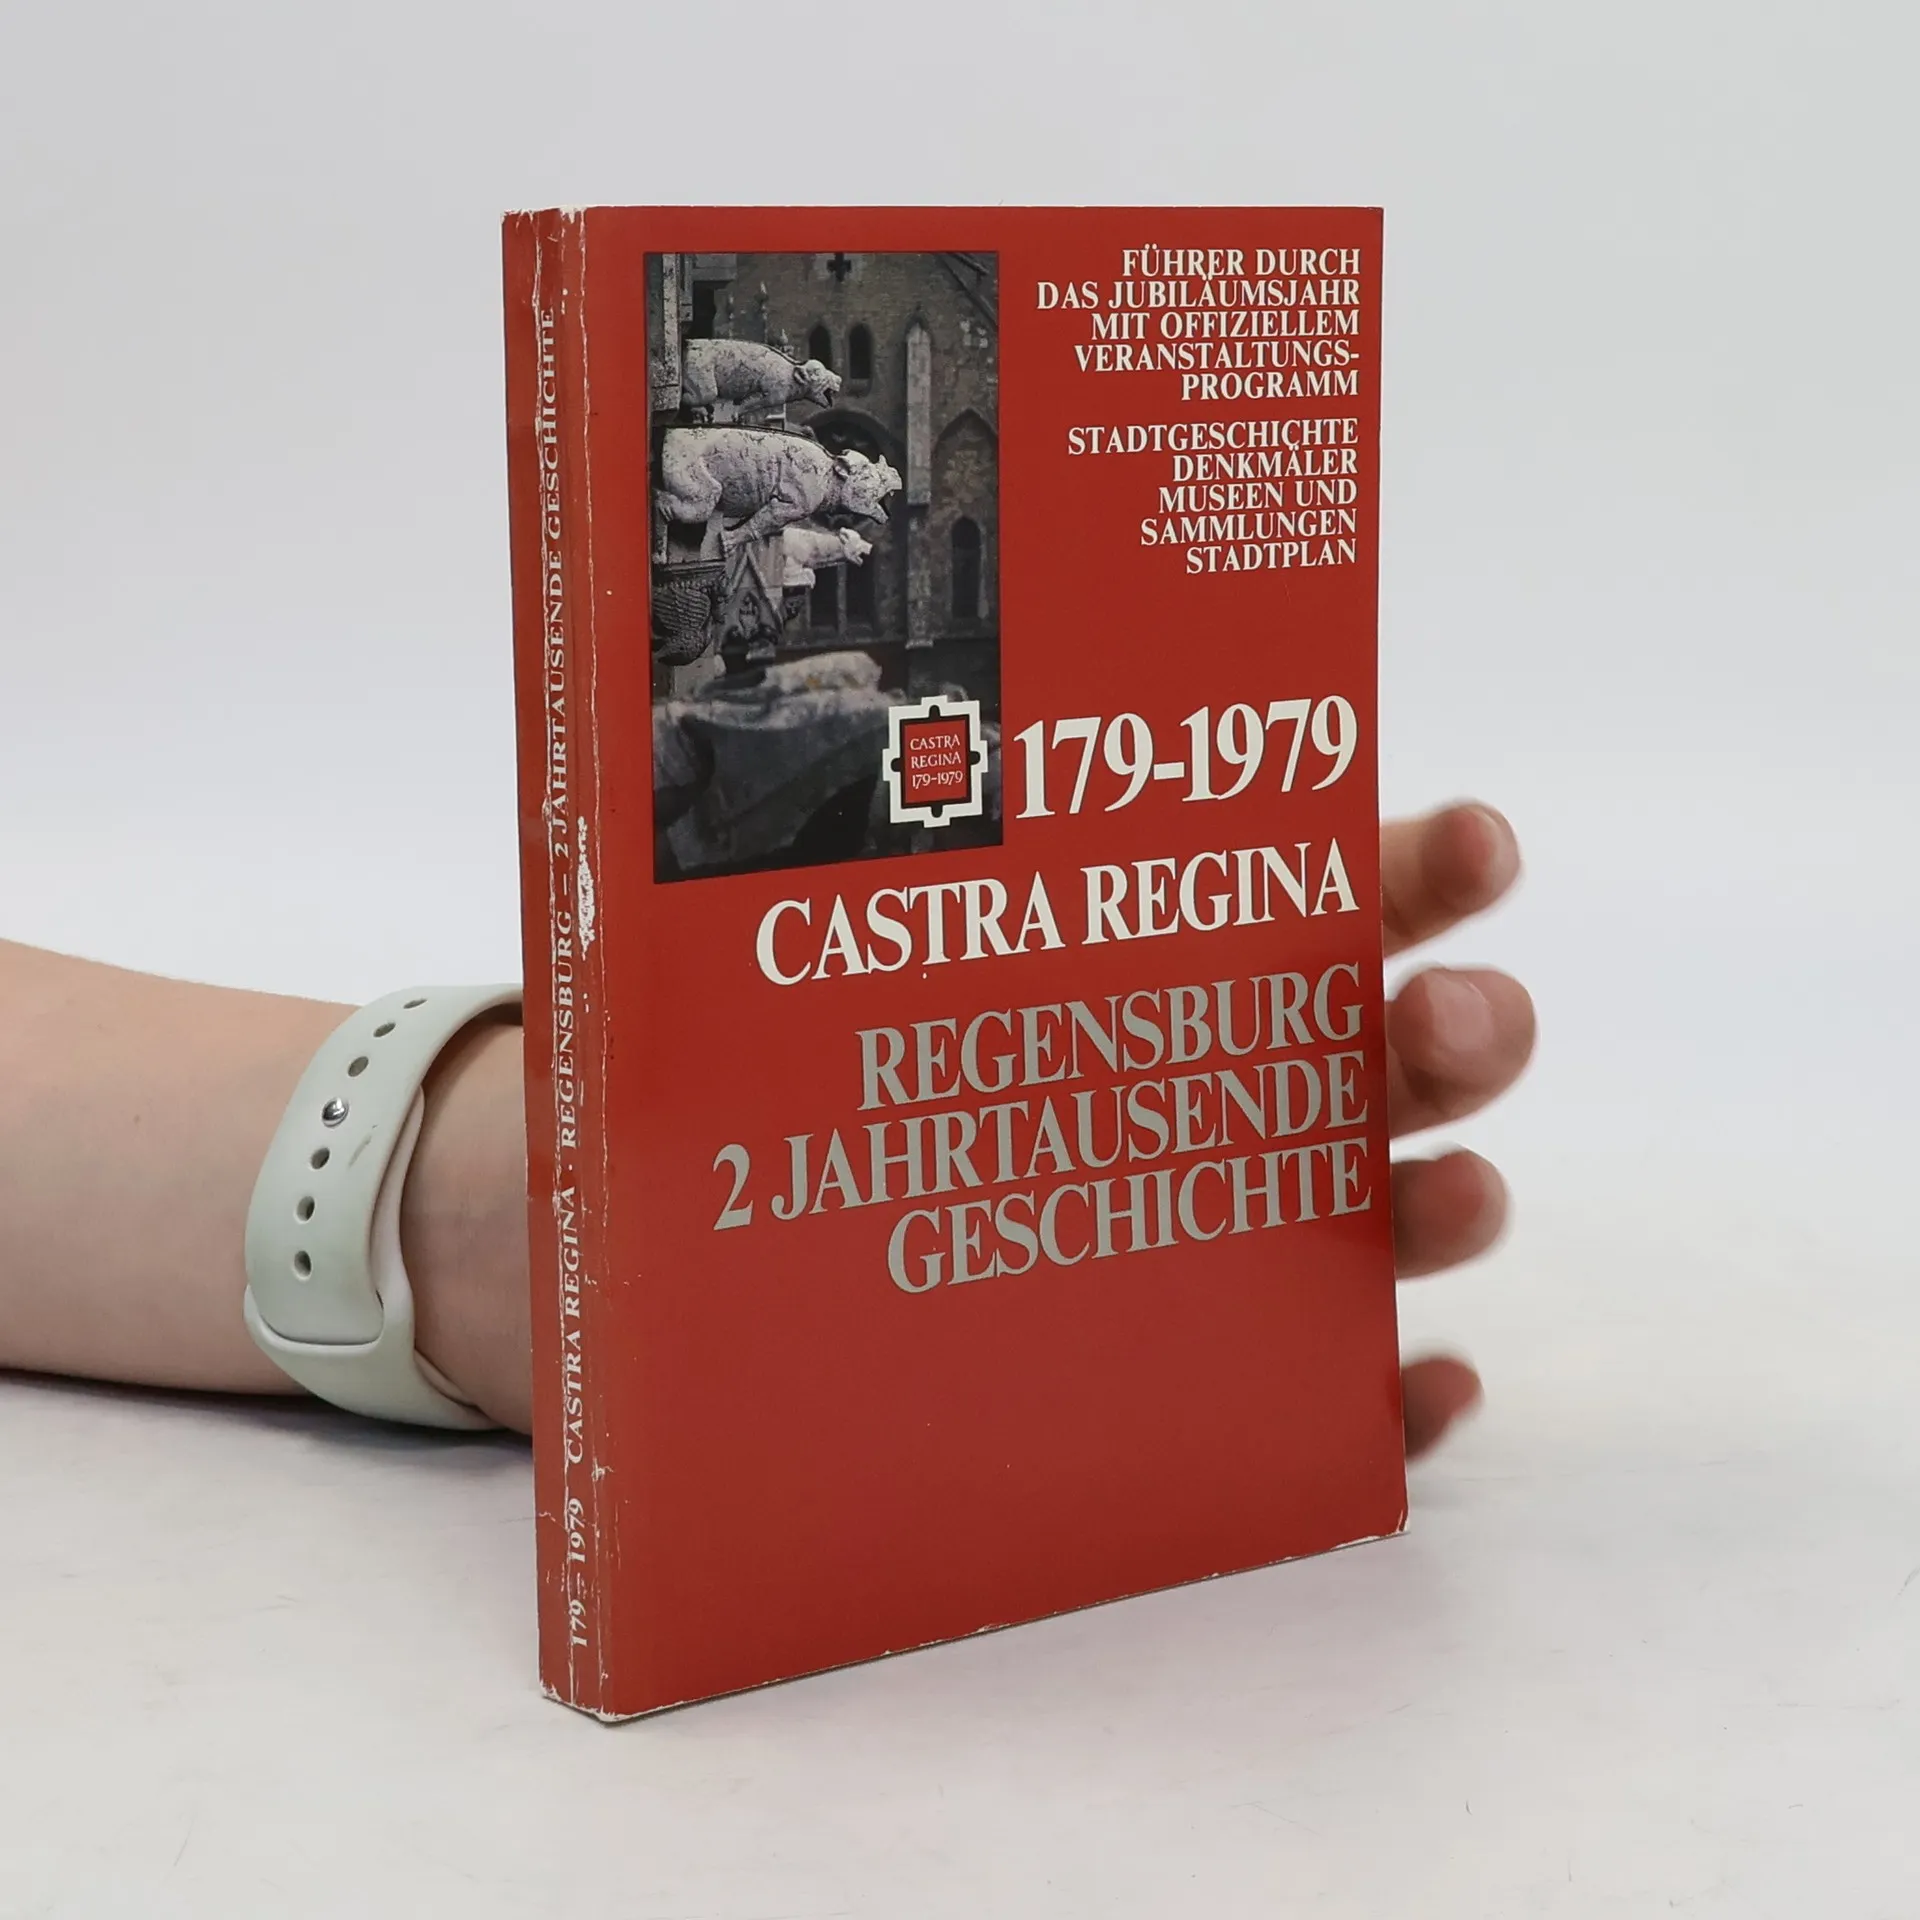 FÜHRER DURCH
DAS JUBILÄUMSJAHR
MIT OFFIZIELLEM
VERANSTALTUNGS-
PROGRAMM
STADTGESCHICHTE
DENKMÄLER
MUSEEN UND
SAMMLUNGEN
STADTPLAN
CASTRA
REGINA
179-1979
179-1979
CASTRA REGINA
REGENSBURG
2 JAHRTAUSENDE
GESCHICHTE
179 - 1979 CASTRA REGINA · REGENSBURG - 2 JAHRTAUSENDE GESCHICHTE